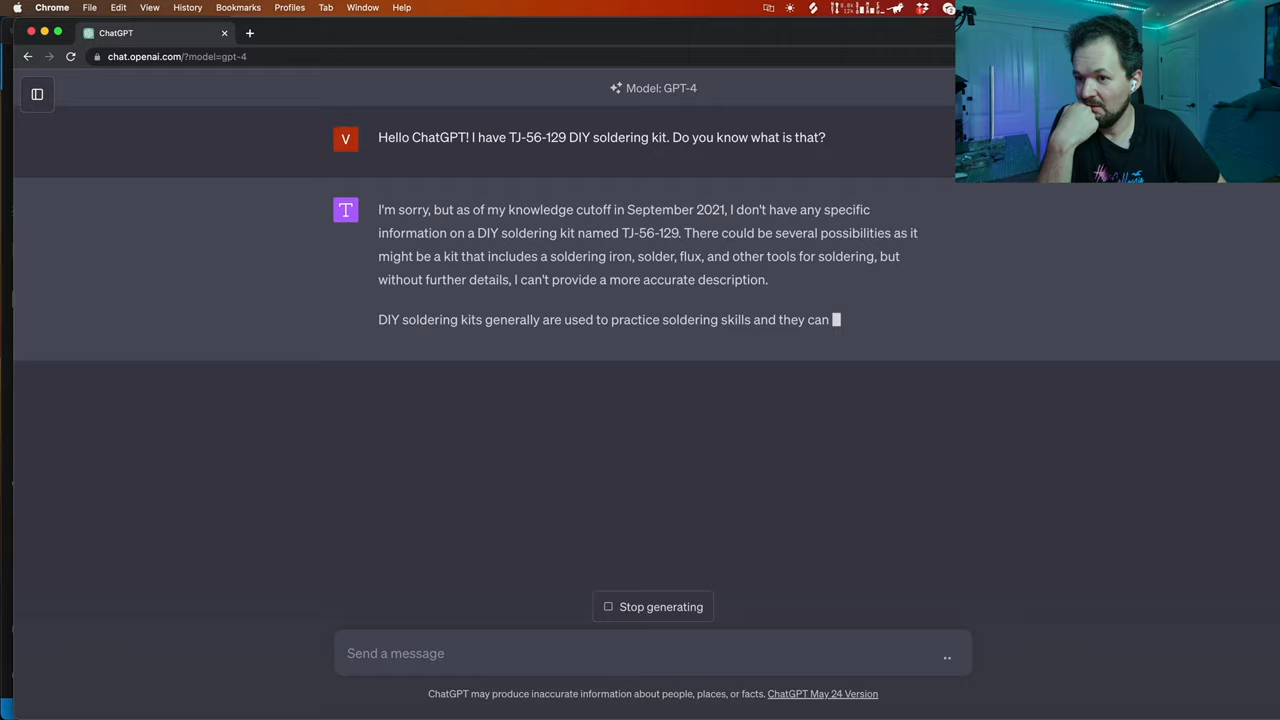 Chrome File Edit View History Bookmarks Profiles Tab Window Help
ChatGPT
chat.openai.com/?model=gpt-4
Model: GPT-4
V
Hello ChatGPT! I have TJ-56-129 DIY soldering kit. Do you know what is that?
T
I'm sorry, but as of my knowledge cutoff in September 2021, I don't have any specific
information on a DIY soldering kit named TJ-56-129. There could be several possibilities as it
might be a kit that includes a soldering iron, solder, flux, and other tools for soldering, but
without further details, I can't provide a more accurate description.
DIY soldering kits generally are used to practice soldering skills and they can
Stop generating
Send a message
ChatGPT may produce inaccurate information about people, places, or facts. ChatGPT May 24 Version